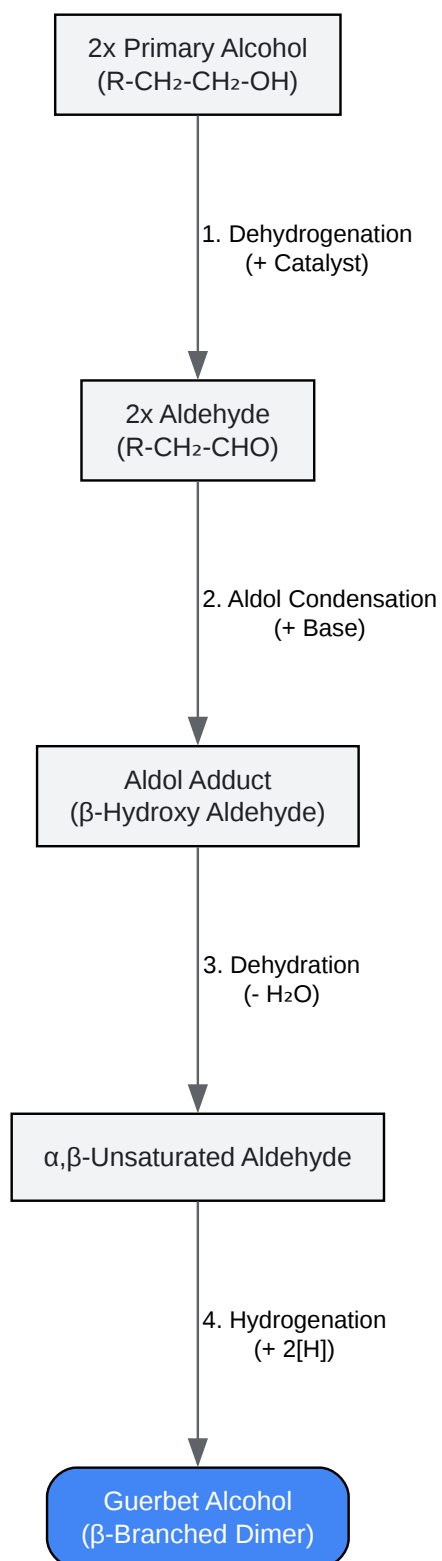 2x Primary Alcohol
(R-CH₂-CH₂-OH)
1. Dehydrogenation
(+ Catalyst)
2x Aldehyde
(R-CH₂-CHO)
2. Aldol Condensation
(+ Base)
Aldol Adduct
(β-Hydroxy Aldehyde)
3. Dehydration
(- H₂O)
α,β-Unsaturated Aldehyde
4. Hydrogenation
(+ 2[H])
Guerbet Alcohol
(β-Branched Dimer)